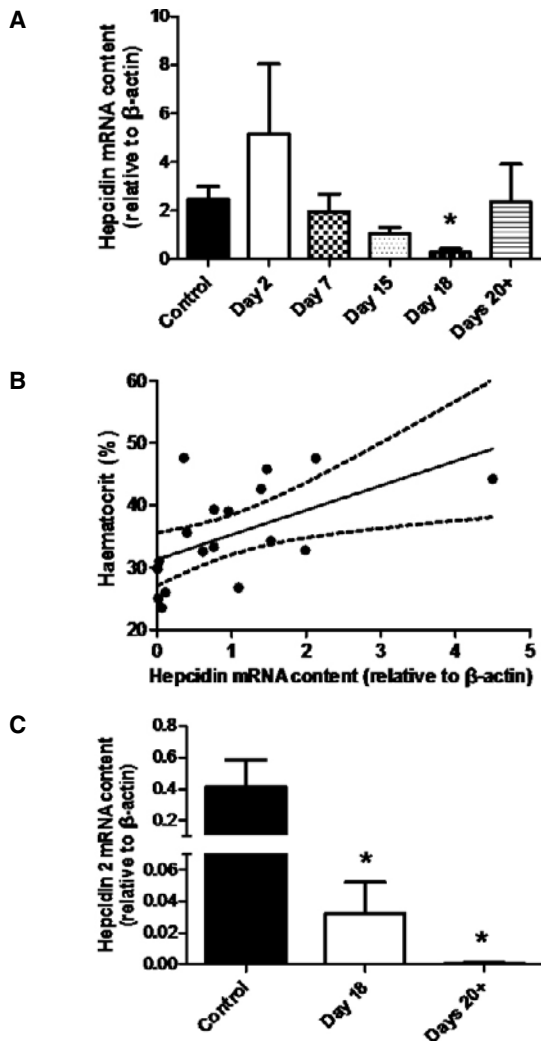 A
Hepcidin mRNA content
(relative to β-actin)
10
8
6
4
2
0
*
Control
Day 2
Day 7
Day 15
Day 18
Days 20+
B
Haematocrit (%)
60
50
40
30
20
0 1 2 3 4 5
Hepcidin mRNA content (relative to β-actin)
C
Hepcidin 2 mRNA content
(relative to β-actin)
0.8
0.6
0.4
0.2
0.06
0.04
0.02
0.00
*
*
Control
Day 18
Days 20+